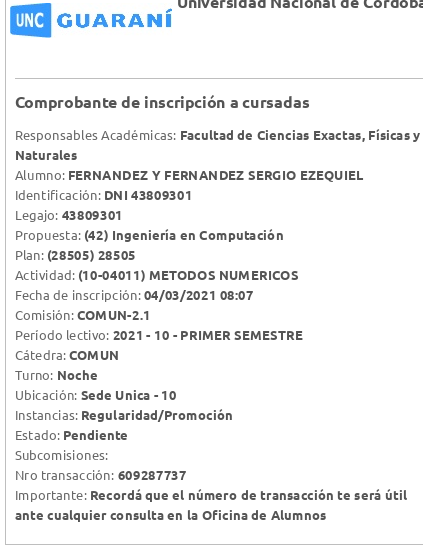 Universidad Nacional de Córdoba
UNC GUARANÍ
Comprobante de inscripción a cursadas
Responsables Académicas: Facultad de Ciencias Exactas, Físicas y
Naturales
Alumno: FERNANDEZ Y FERNANDEZ SERGIO EZEQUIEL
Identificación: DNI 43809301
Legajo: 43809301
Propuesta: (42) Ingeniería en Computación
Plan: (28505) 28505
Actividad: (10-04011) METODOS NUMERICOS
Fecha de inscripción: 04/03/2021 08:07
Comisión: COMUN-2.1
Período lectivo: 2021 - 10 - PRIMER SEMESTRE
Cátedra: COMUN
Turno: Noche
Ubicación: Sede Unica - 10
Instancias: Regularidad/Promoción
Estado: Pendiente
Subcomisiones:
Nro transacción: 609287737
Importante: Recordá que el número de transacción te será útil
ante cualquier consulta en la Oficina de Alumnos